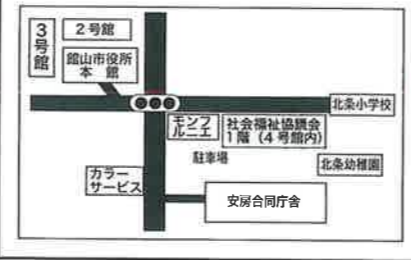 3号館
2号館
館山市役所
本館
北条小学校
モンフ
ルニエ
社会福祉協議会
1階(4号館内)
駐車場
北条幼稚園
カラー
サービス
安房合同庁舎